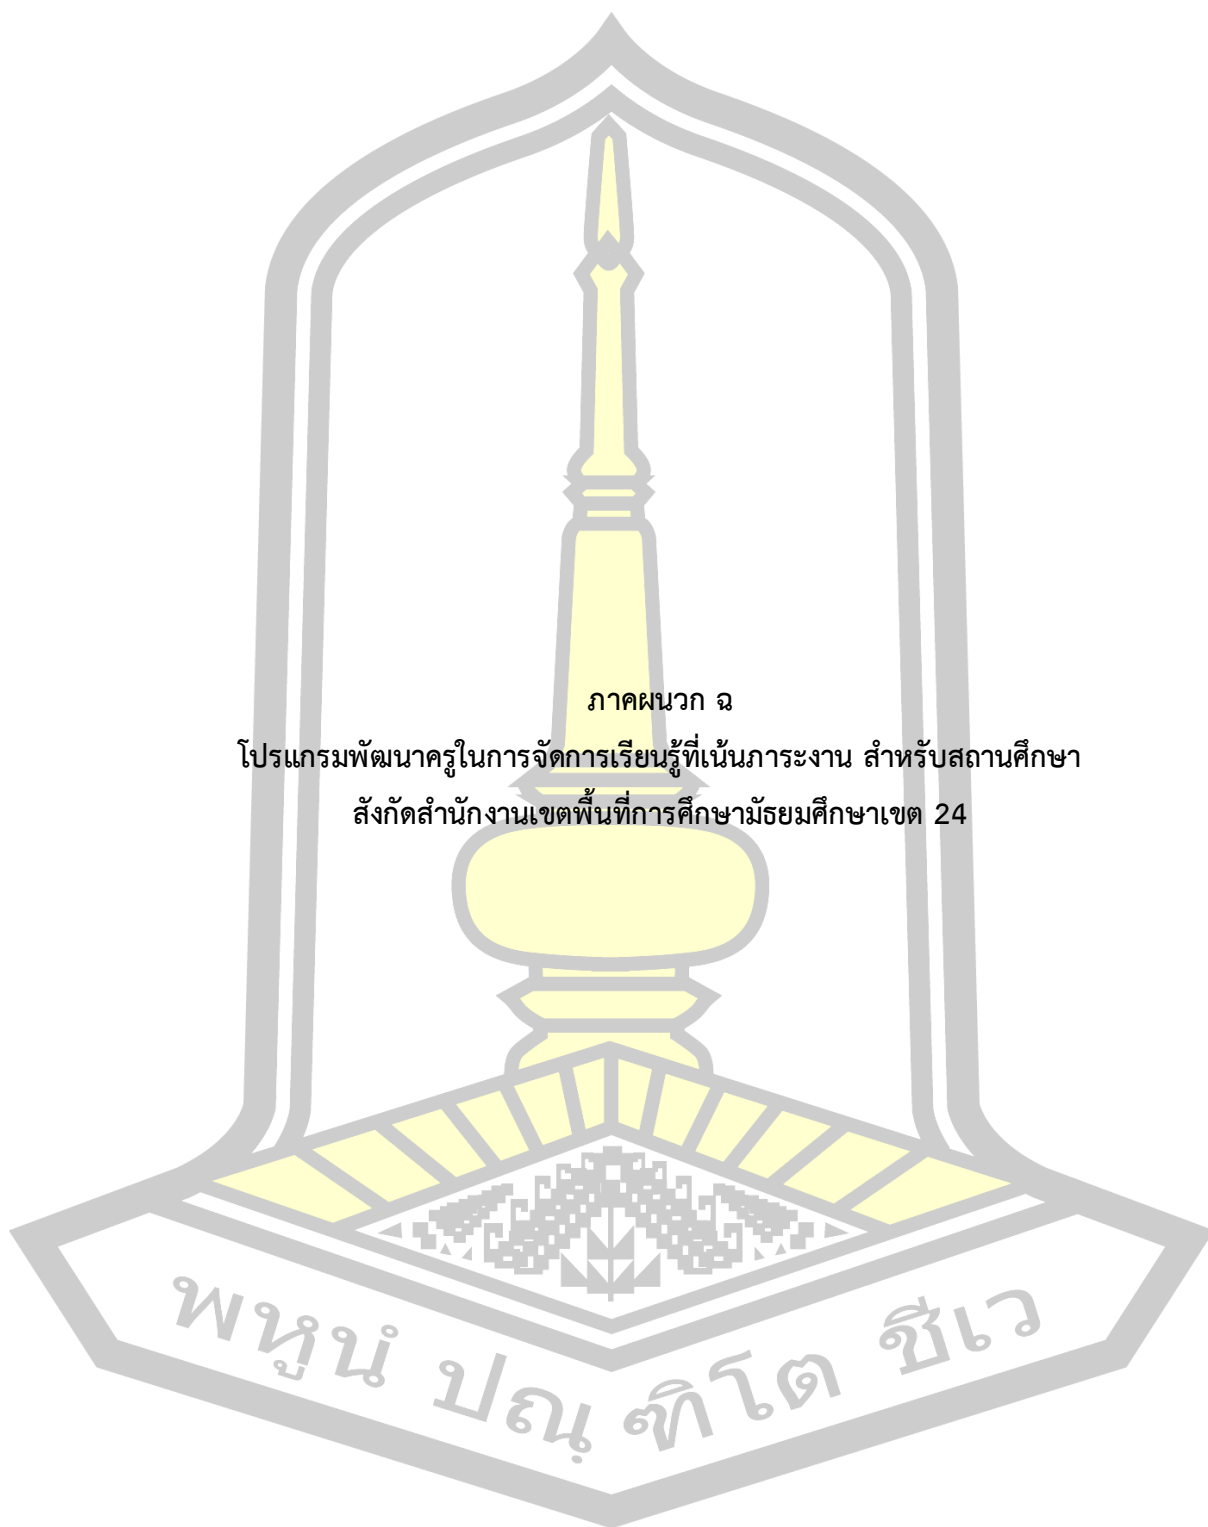 ภาคผนวก ฉ
โปรแกรมพัฒนาครูในการจัดการเรียนรู้ที่เน้นภาระงาน สำหรับสถานศึกษา
สังกัดสำนักงานเขตพื้นที่การศึกษามัธยมศึกษาเขต 24
พหูนํ ปณฺฑิโต ชีเว